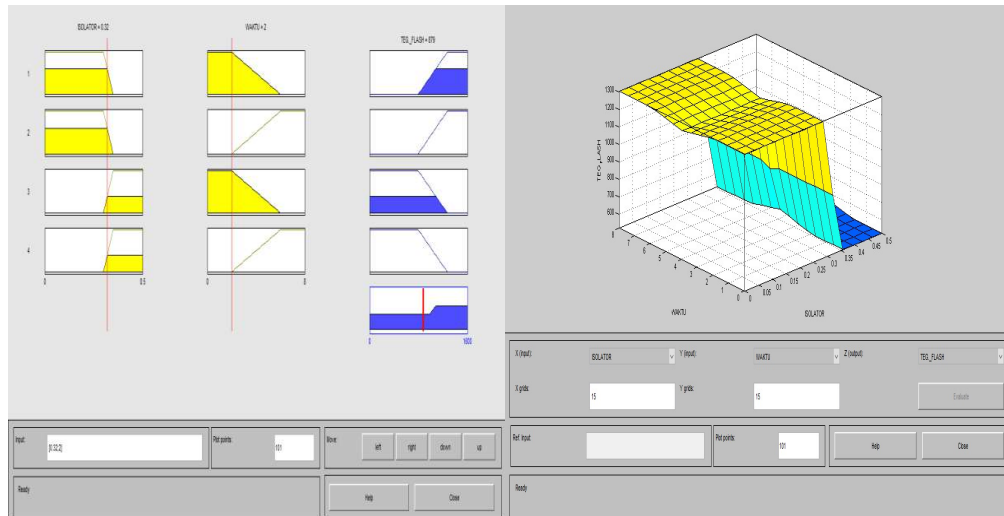 ISOLATOR = 0.32
WAKTU = 2
TEG_FLASH = 879
1
2
3
4
0
0.5
0
8
0
1600
Input:
[0.32;2]
Plot points:
101
Move:
left
right
down
up
Ready
Help
Close
1300
1200
1100
1000
900
800
700
600
TEG_FLASH
8
7
6
5
4
3
2
1
0
WAKTU
0
0.05
0.1
0.15
0.2
0.25
0.3
0.35
0.4
0.45
0.5
ISOLATOR
X (input):
ISOLATOR
Y (input):
WAKTU
Z (output):
TEG_FLASH
X grids:
15
Y grids:
15
Evaluate
Ref. Input:
Plot points:
101
Help
Close
Ready